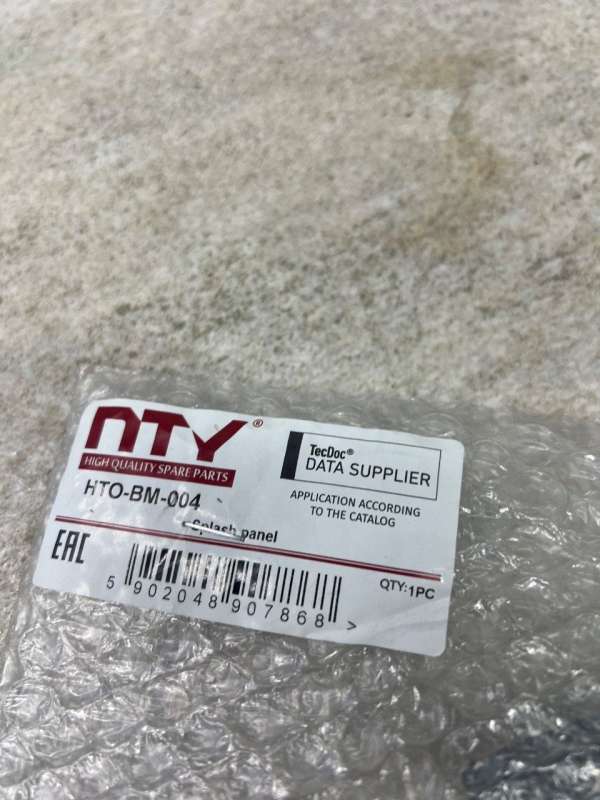 NTY®
HIGH QUALITY SPARE PARTS
HTO-BM-004
Splash panel
TecDoc®
DATA SUPPLIER
APPLICATION ACCORDING
TO THE CATALOG
EAC
5 902048 907868 >
QTY:1PC